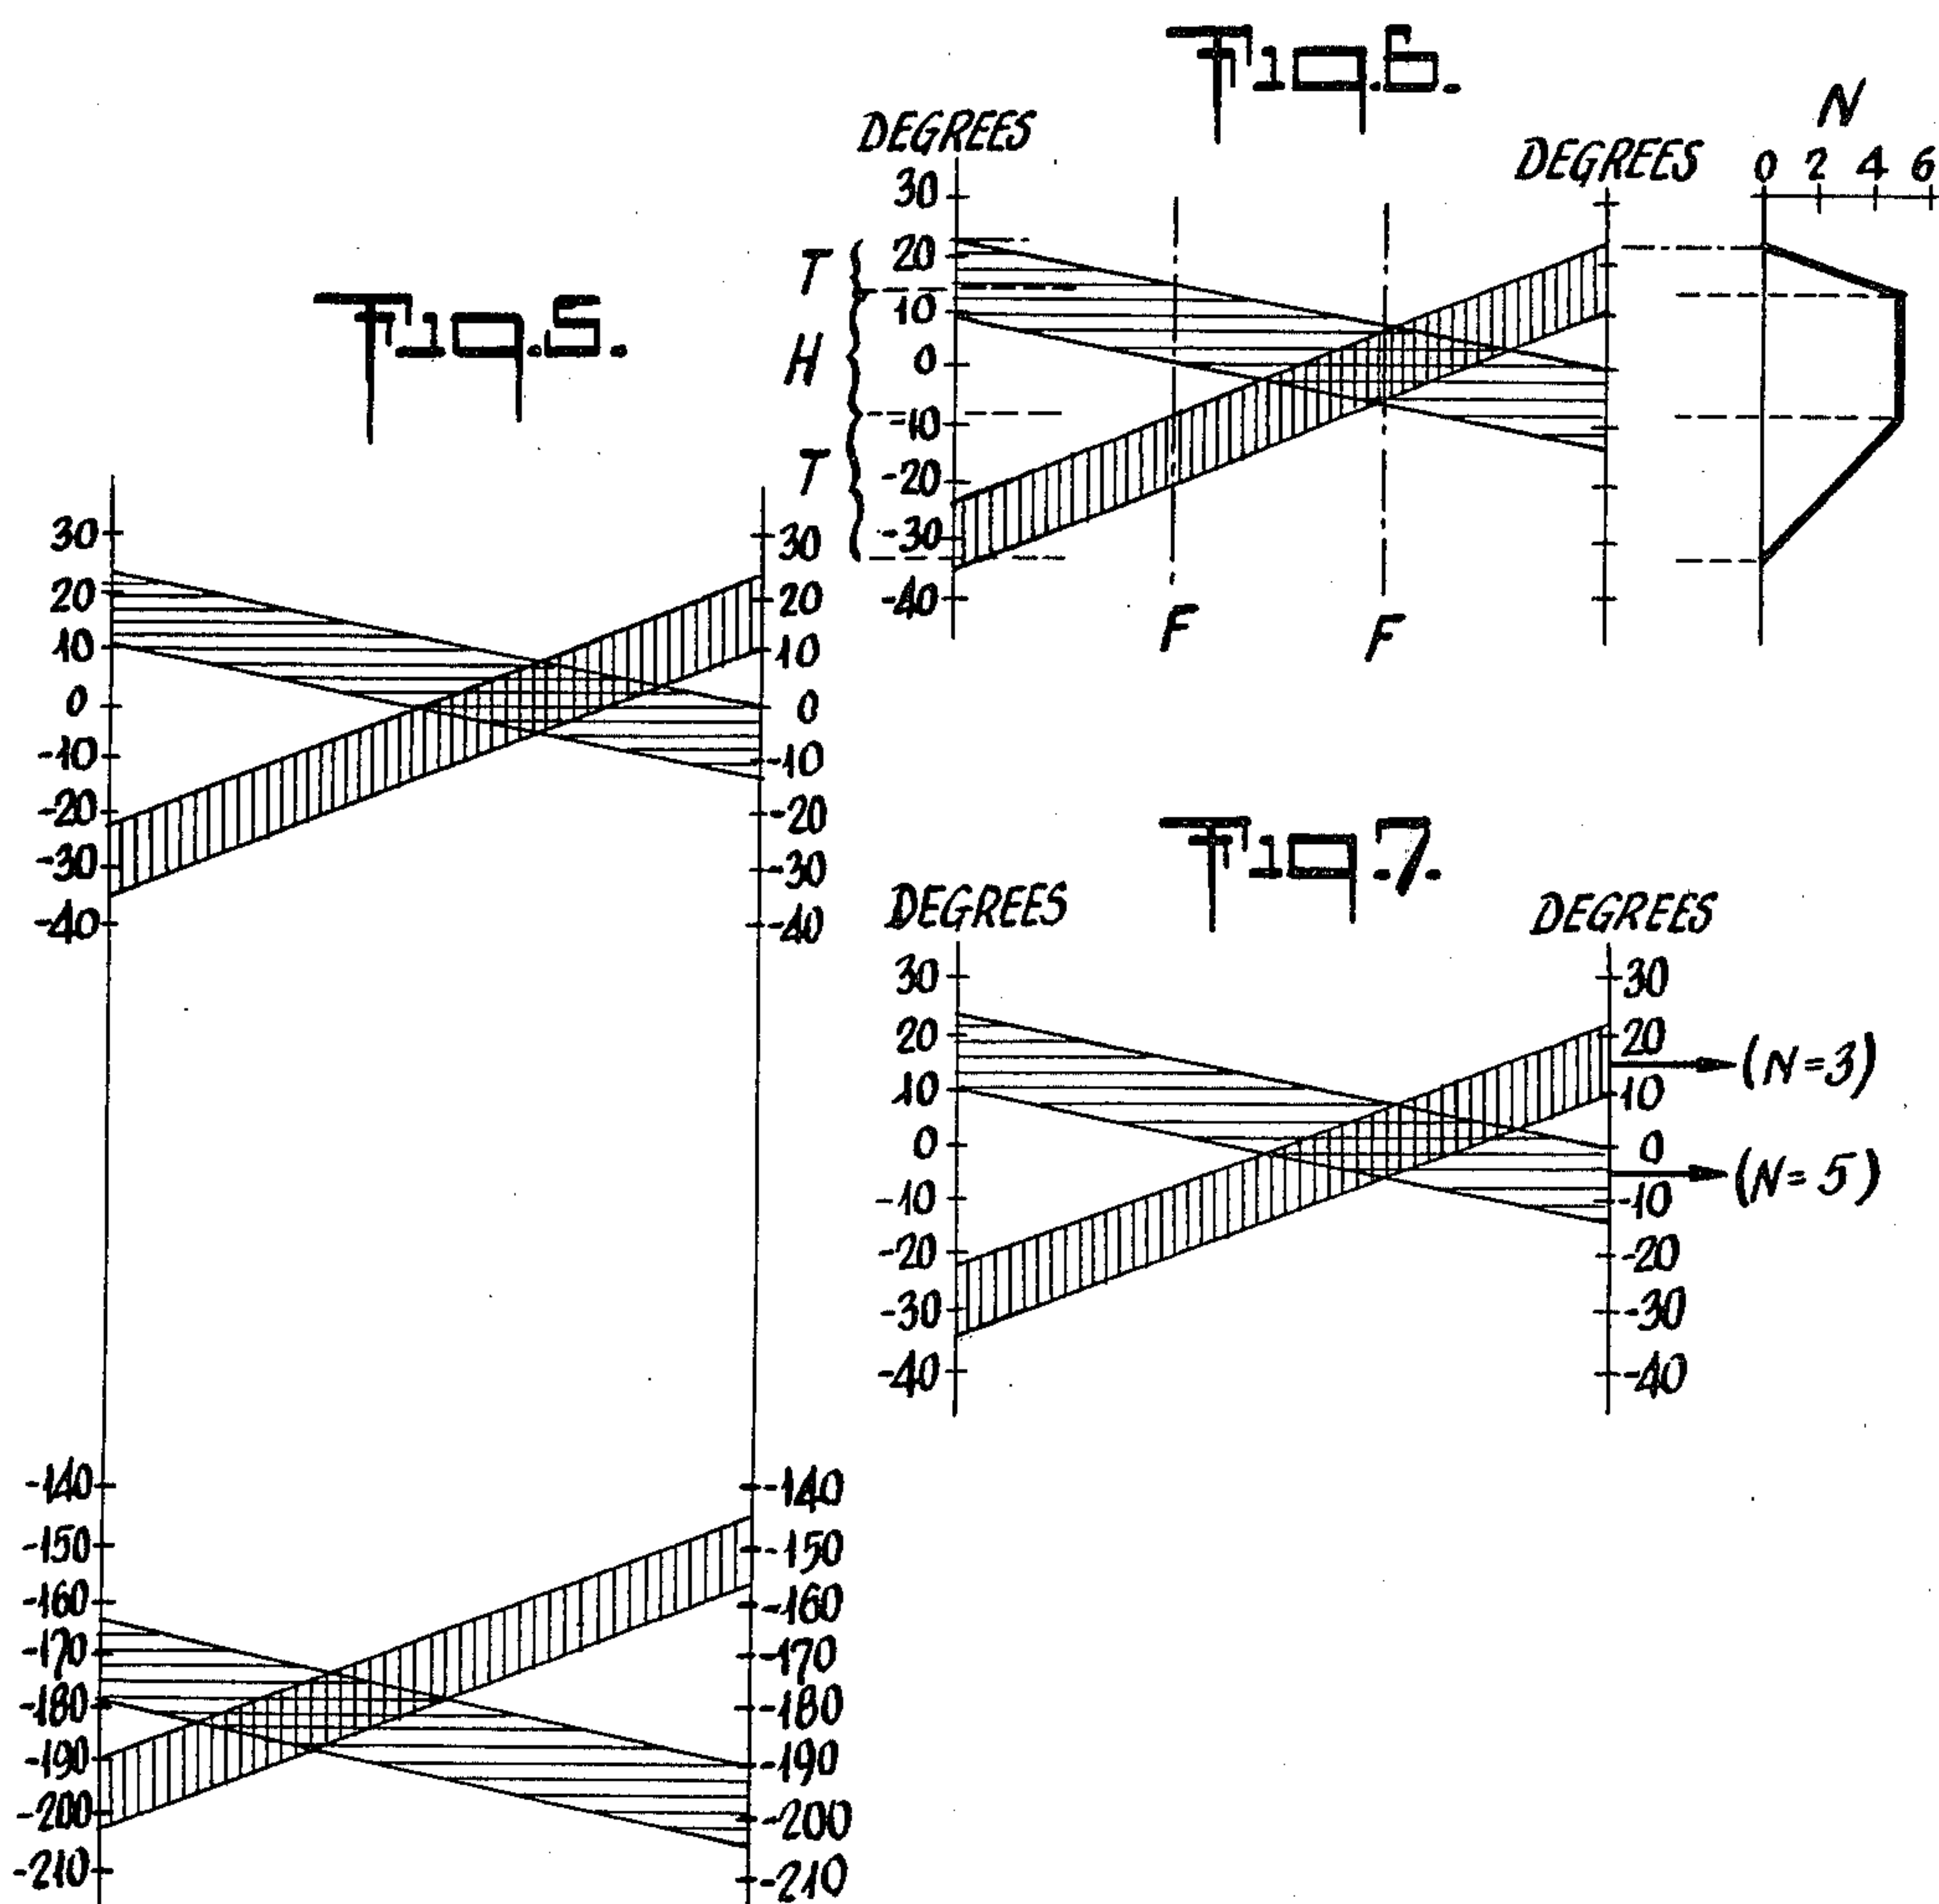 Fig.5.
30 30
20 20
10 10
0 0
-10 -10
-20 -20
-30 -30
-40 -40
-140 -140
-150 -150
-160 -160
-170 -170
-180 -180
-190 -190
-200 -200
-210 -210
Fig.6.
DEGREES DEGREES N
0 2 4 6
30
T 20
10
H 0
-10
T -20
-30
-40
F F
Fig.7.
DEGREES DEGREES
30 30
20 20 (N=3)
10 10
0 0 (N=5)
-10 -10
-20 -20
-30 -30
-40 -40